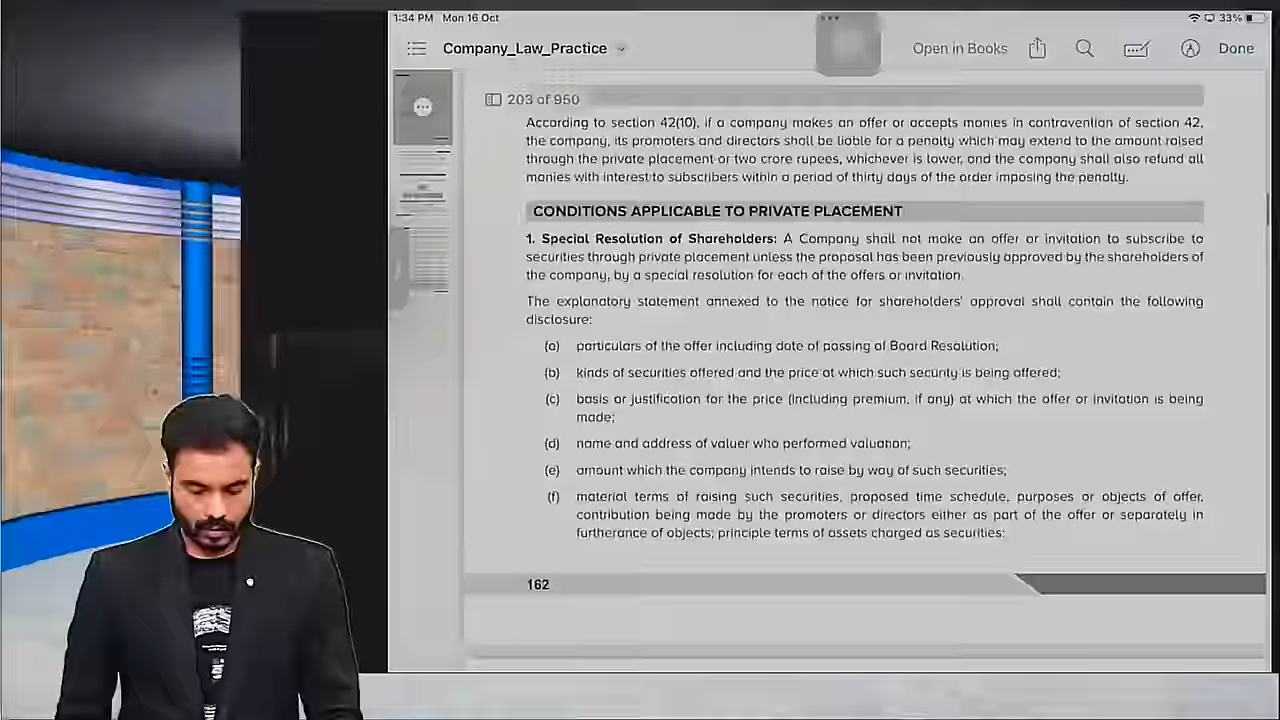 1:34 PM Mon 16 Oct
33%
Company_Law_Practice
Open in Books
Done
203 of 950
According to section 42(10), if a company makes an offer or accepts monies in contravention of section 42,
the company, its promoters and directors shall be liable for a penalty which may extend to the amount raised
through the private placement or two crore rupees, whichever is lower, and the company shall also refund all
monies with interest to subscribers within a period of thirty days of the order imposing the penalty.
CONDITIONS APPLICABLE TO PRIVATE PLACEMENT
1. Special Resolution of Shareholders: A Company shall not make an offer or invitation to subscribe to
securities through private placement unless the proposal has been previously approved by the shareholders of
the company, by a special resolution for each of the offers or invitation.
The explanatory statement annexed to the notice for shareholders' approval shall contain the following
disclosure:
(a) particulars of the offer including date of passing of Board Resolution;
(b) kinds of securities offered and the price at which such security is being offered;
(c) basis or justification for the price (including premium, if any) at which the offer or invitation is being
made;
(d) name and address of valuer who performed valuation;
(e) amount which the company intends to raise by way of such securities;
(f) material terms of raising such securities, proposed time schedule, purposes or objects of offer,
contribution being made by the promoters or directors either as part of the offer or separately in
furtherance of objects; principle terms of assets charged as securities:
162